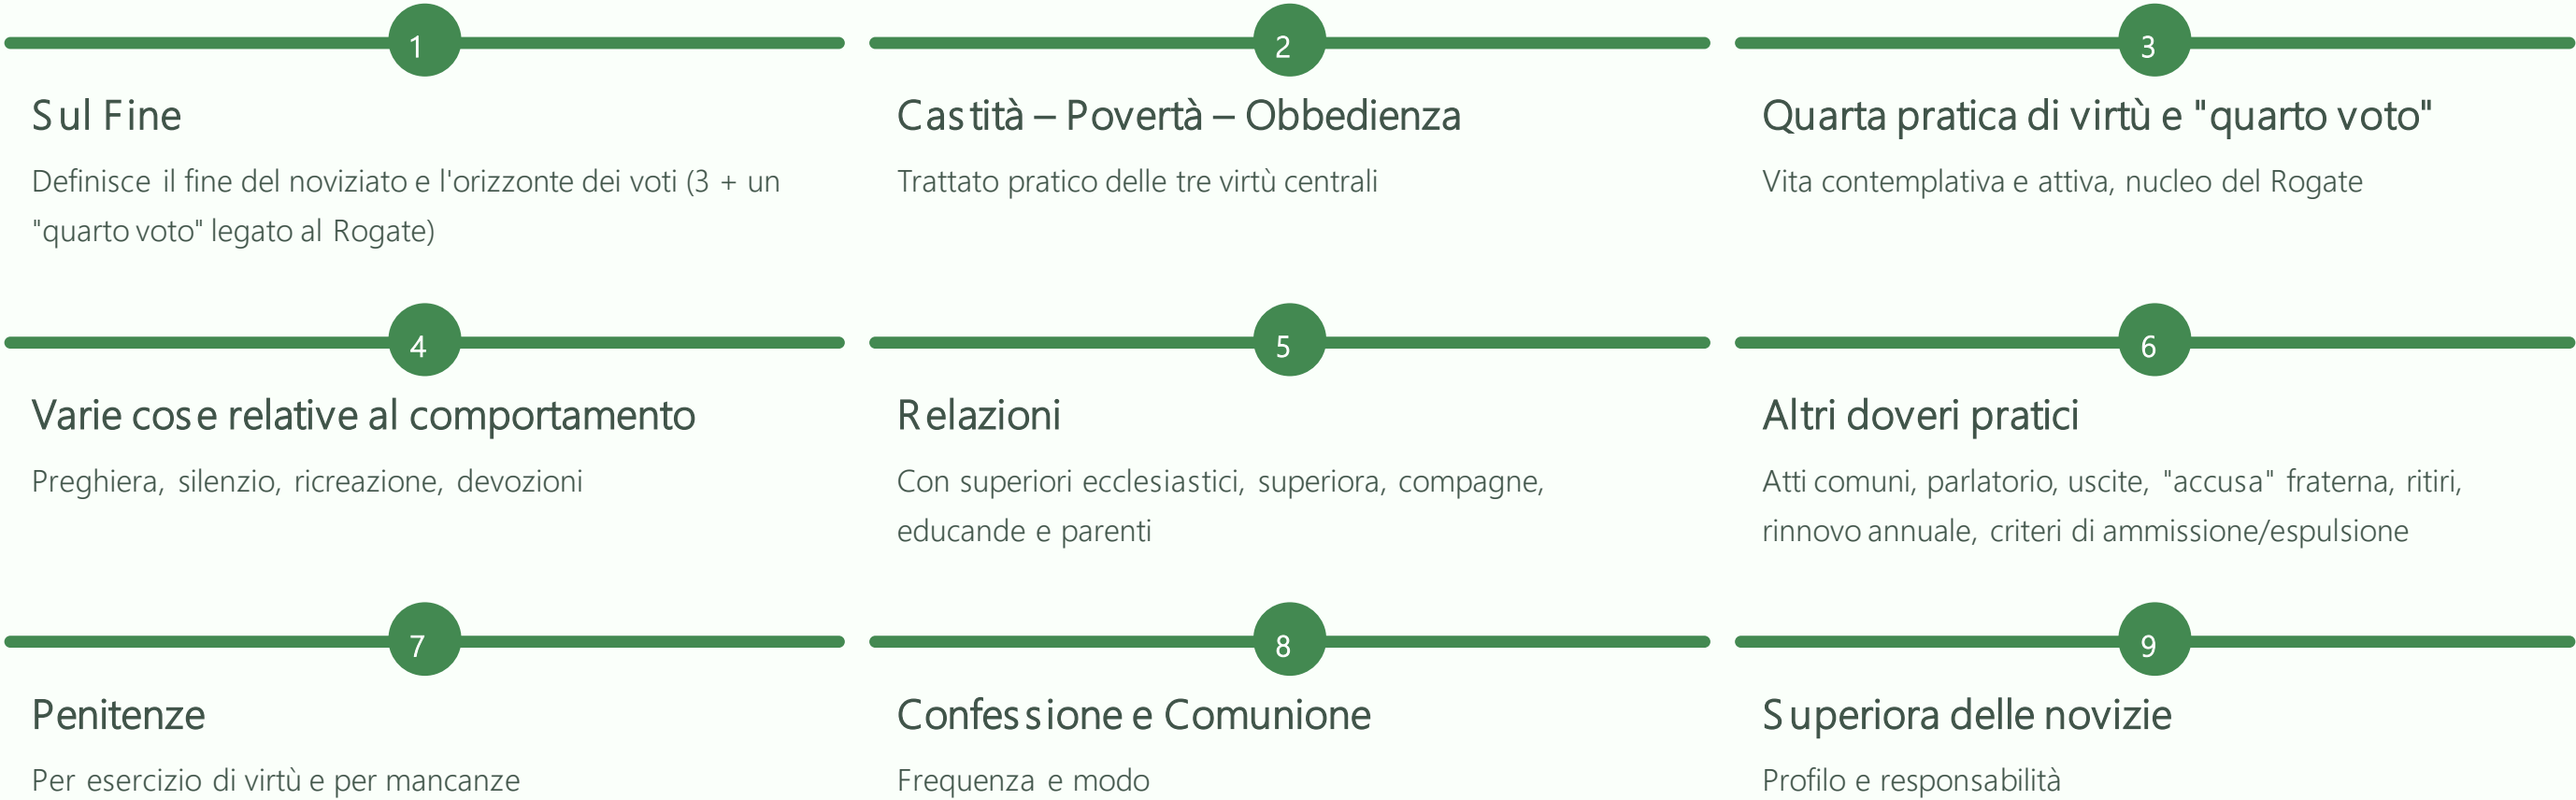 1
Sul Fine
Definisce il fine del noviziato e l'orizzonte dei voti (3 + un
"quarto voto" legato al Rogate)
2
Castità – Povertà – Obbedienza
Trattato pratico delle tre virtù centrali
3
Quarta pratica di virtù e "quarto voto"
Vita contemplativa e attiva, nucleo del Rogate
4
Varie cose relative al comportamento
Preghiera, silenzio, ricreazione, devozioni
5
Relazioni
Con superiori ecclesiastici, superiora, compagne,
educande e parenti
6
Altri doveri pratici
Atti comuni, parlatorio, uscite, "accusa" fraterna, ritiri,
rinnovo annuale, criteri di ammissione/espulsione
7
Penitenze
Per esercizio di virtù e per mancanze
8
Confessione e Comunione
Frequenza e modo
9
Superiora delle novizie
Profilo e responsabilità